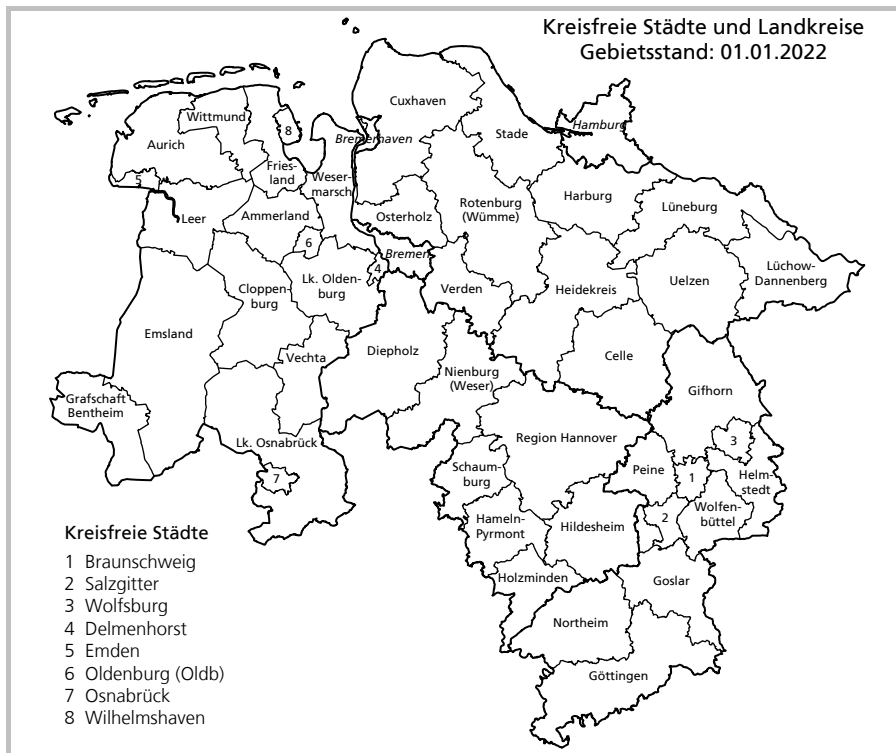 Kreisfreie Städte und Landkreise
Gebietsstand: 01.01.2022
Cuxhaven
Wittmund
8
Stade
Hamburg
Bremerhaven
Aurich
Fries-
land
Weser-
marsch
5
Harburg
Rotenburg
(Wümme)
Lüneburg
Leer
Ammerland
Osterholz
6
Bremen
4
Lüchow-
Dannenberg
Lk. Olden-
burg
Cloppen-
burg
Verden
Heidekreis
Uelzen
Emsland
Vechta
Diepholz
Celle
Nienburg
(Weser)
Gifhorn
Grafschaft
Bentheim
Lk. Osnabrück
Region Hannover
3
7
Schaum-
burg
Peine
1
Helm-
stedt
Wolfen-
büttel
2
Hameln-
Pyrmont
Hildesheim
Holzminden
Goslar
Northeim
Göttingen
Kreisfreie Städte
1 Braunschweig
2 Salzgitter
3 Wolfsburg
4 Delmenhorst
5 Emden
6 Oldenburg (Oldb)
7 Osnabrück
8 Wilhelmshaven